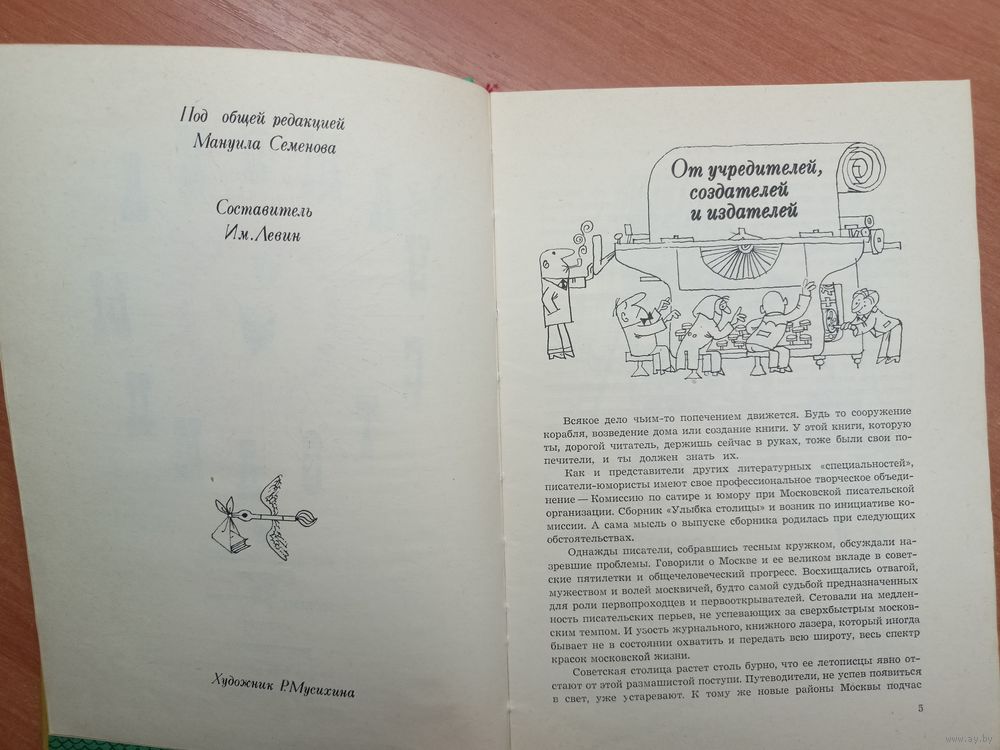 Под общей редакцией
Мануила Семенова
Составитель
Им. Левин
Художник Р.Мусихина
От учредителей,
создателей
и издателей
Всякое дело чьим-то попечением движется. Будь то сооружение
корабля, возведение дома или создание книги. У этой книги, которую
ты, дорогой читатель, держишь сейчас в руках, тоже были свои по-
печители, и ты должен знать их.
Как и представители других литературных «специальностей»,
писатели-юмористы имеют свое профессиональное творческое объеди-
нение — Комиссию по сатире и юмору при Московской писательской
организации. Сборник «Улыбка столицы» и возник по инициативе ко-
миссии. А сама мысль о выпуске сборника родилась при следующих
обстоятельствах.
Однажды писатели, собравшись тесным кружком, обсуждали на-
зревшие проблемы. Говорили о Москве и ее великом вкладе в совет-
ские пятилетки и общечеловеческий прогресс. Восхищались отвагой,
мужеством и волей москвичей, будто самой судьбой предназначенных
для роли первопроходцев и первооткрывателей. Сетовали на медлен-
ность писательских перьев, не успевающих за сверхбыстрым москов-
ским темпом. И узость журнального, книжного лазера, который иногда
бывает не в состоянии охватить и передать всю широту, весь спектр
красок московской жизни.
Советская столица растет столь бурно, что ее летописцы явно от-
стают от этой размашистой поступи. Путеводители, не успев появиться
в свет, уже устаревают. К тому же новые районы Москвы подчас
5
www.ay.by